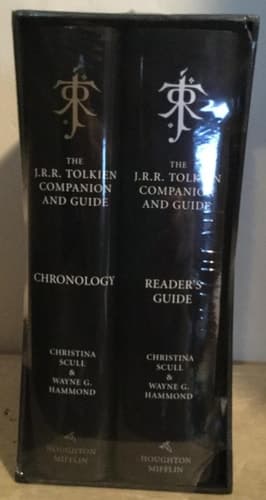 THE
J.R.R. TOLKIEN
COMPANION
AND GUIDE
CHRONOLOGY
CHRISTINA
SCULL
&
WAYNE G.
HAMMOND
HOUGHTON
MIFFLIN
THE
J.R.R. TOLKIEN
COMPANION
AND GUIDE
READER'S
GUIDE
CHRISTINA
SCULL
&
WAYNE G.
HAMMOND
HOUGHTON
MIFFLIN